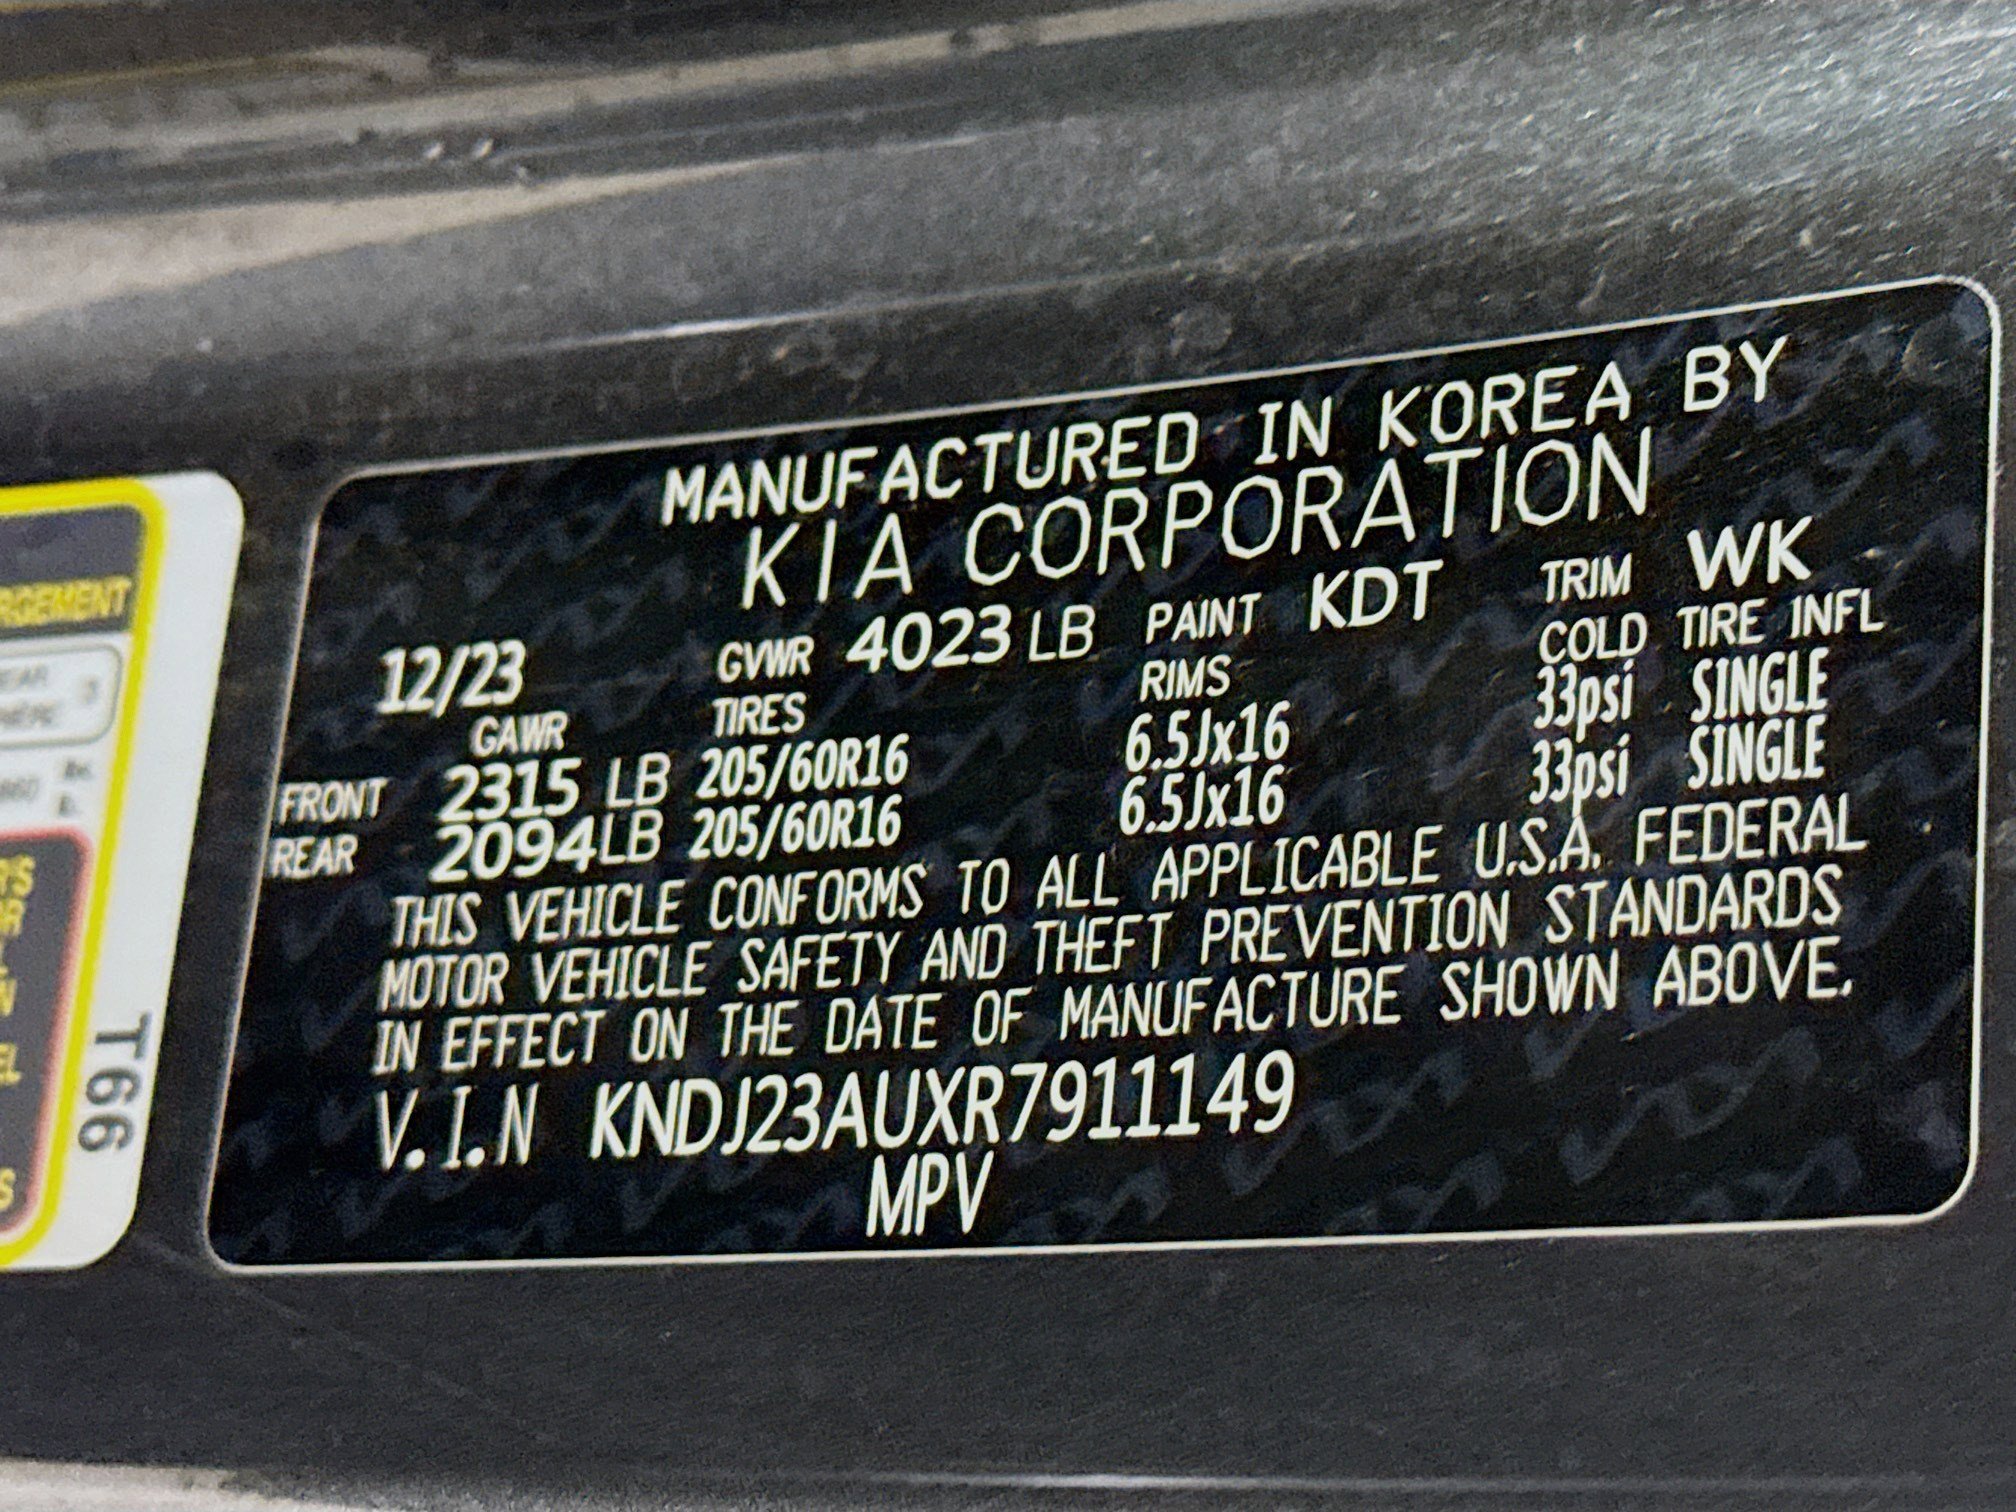 MANUFACTURED IN KOREA BY
KIA CORPORATION
12/23 GVWR 4023 LB PAINT KDT TRIM WK
GAWR TIRES RIMS COLD TIRE INFL
FRONT 2315 LB 205/60R16 6.5Jx16 33psi SINGLE
REAR 2094LB 205/60R16 6.5Jx16 33psi SINGLE
THIS VEHICLE CONFORMS TO ALL APPLICABLE U.S.A. FEDERAL
MOTOR VEHICLE SAFETY AND THEFT PREVENTION STANDARDS
IN EFFECT ON THE DATE OF MANUFACTURE SHOWN ABOVE.
V.I.N KNDJ23AUXR7911149
MPV
T66